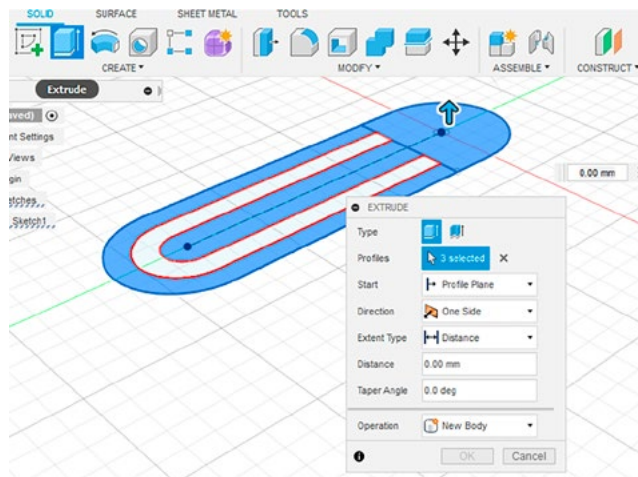 SOLID SURFACE SHEET METAL TOOLS
CREATE MODIFY ASSEMBLE CONSTRUCT
Extrude
ved)
nt Settings
Views
gin
etches
Sketch1
0.00 mm
EXTRUDE
Type
Profiles 3 selected
Start Profile Plane
Direction One Side
Extent Type Distance
Distance 0.00 mm
Taper Angle 0.0 deg
Operation New Body
OK Cancel